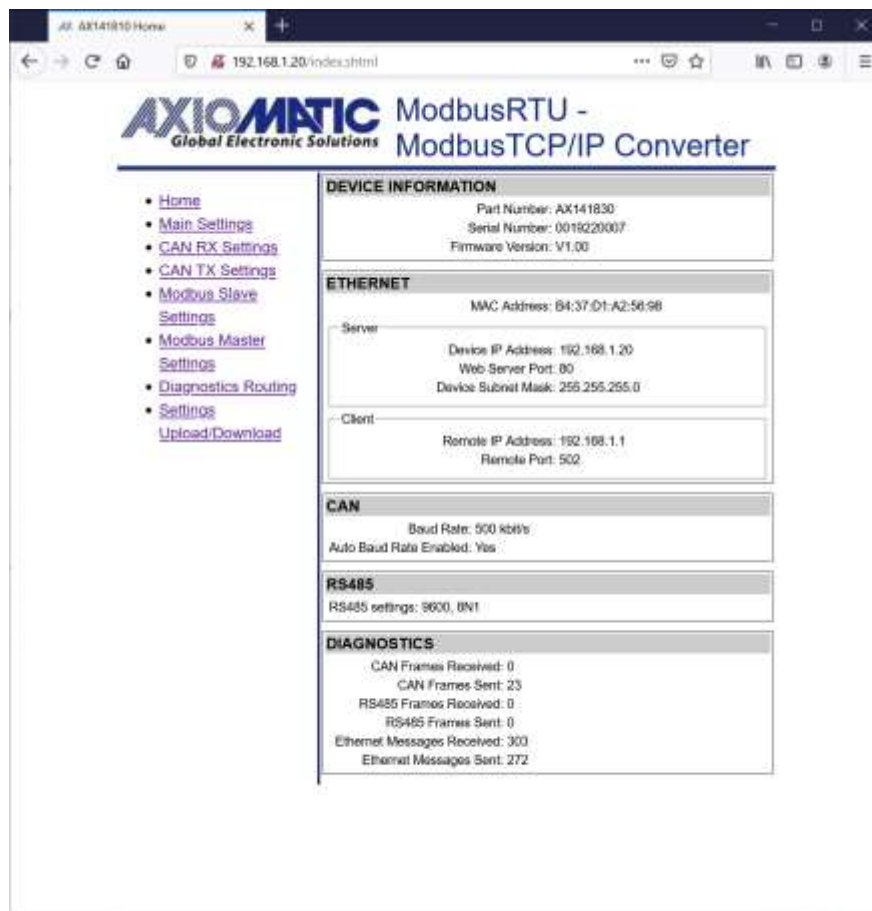 AX141810 Home
192.168.1.20/index.shtml
AXIOMATIC
Global Electronic Solutions
ModbusRTU -
ModbusTCP/IP Converter
Home
Main Settings
CAN RX Settings
CAN TX Settings
Modbus Slave
Settings
Modbus Master
Settings
Diagnostics Routing
Settings
Upload/Download
DEVICE INFORMATION
Part Number: AX141830
Serial Number: 0019220007
Firmware Version: V1.00
ETHERNET
MAC Address: B4:37:D1:A2:56:98
Server
Device IP Address: 192.168.1.20
Web Server Port: 80
Device Subnet Mask: 255.255.255.0
Client
Remote IP Address: 192.168.1.1
Remote Port: 502
CAN
Baud Rate: 500 kbit/s
Auto Baud Rate Enabled: Yes
RS485
RS485 settings: 9600, 8N1
DIAGNOSTICS
CAN Frames Received: 0
CAN Frames Sent: 23
RS485 Frames Received: 0
RS485 Frames Sent: 0
Ethernet Messages Received: 303
Ethernet Messages Sent: 272